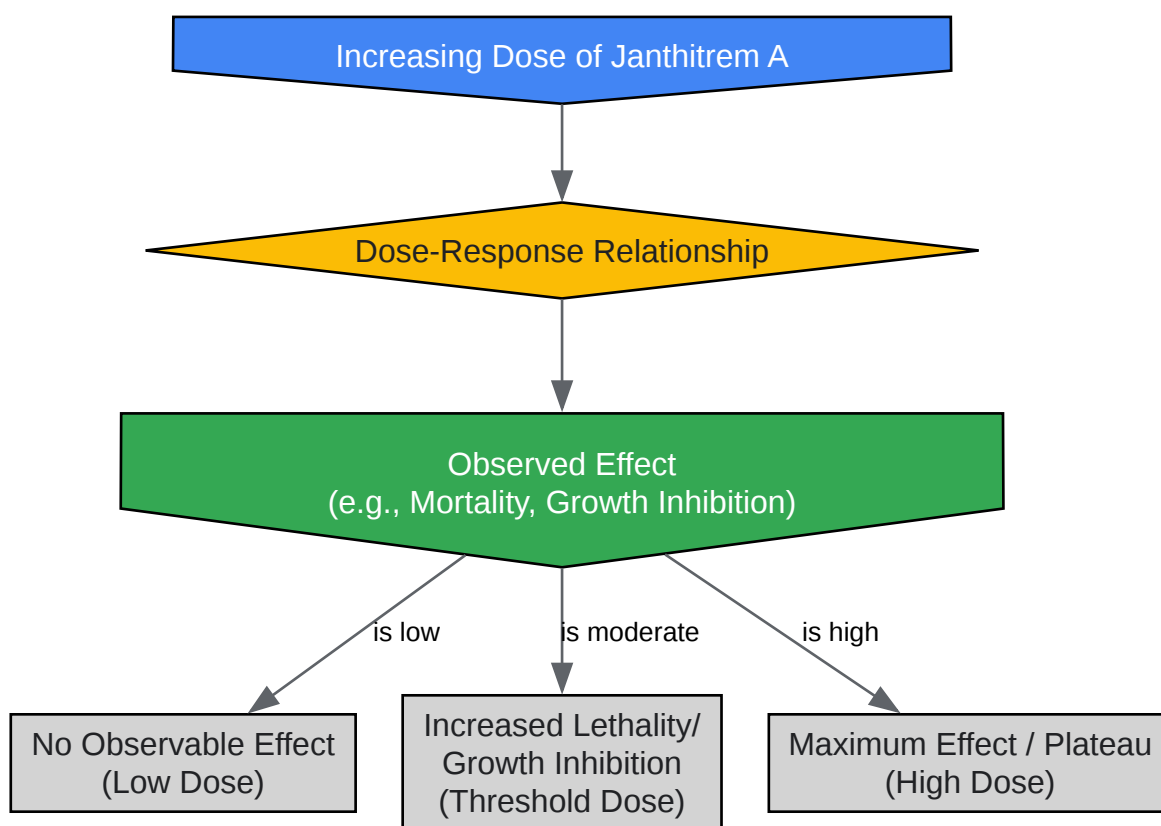 Increasing Dose of Janthitrem A
Dose-Response Relationship
Observed Effect
(e.g., Mortality, Growth Inhibition)
is low
is moderate
is high
No Observable Effect
(Low Dose)
Increased Lethality/
Growth Inhibition
(Threshold Dose)
Maximum Effect / Plateau
(High Dose)